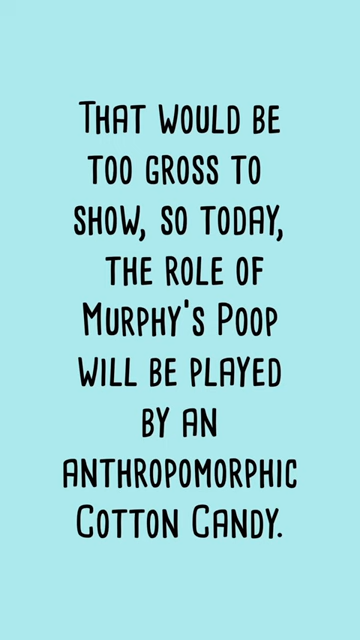 That would be
too gross to
show, so today,
the role of
Murphy's Poop
will be played
by an
anthropomorphic
Cotton Candy.